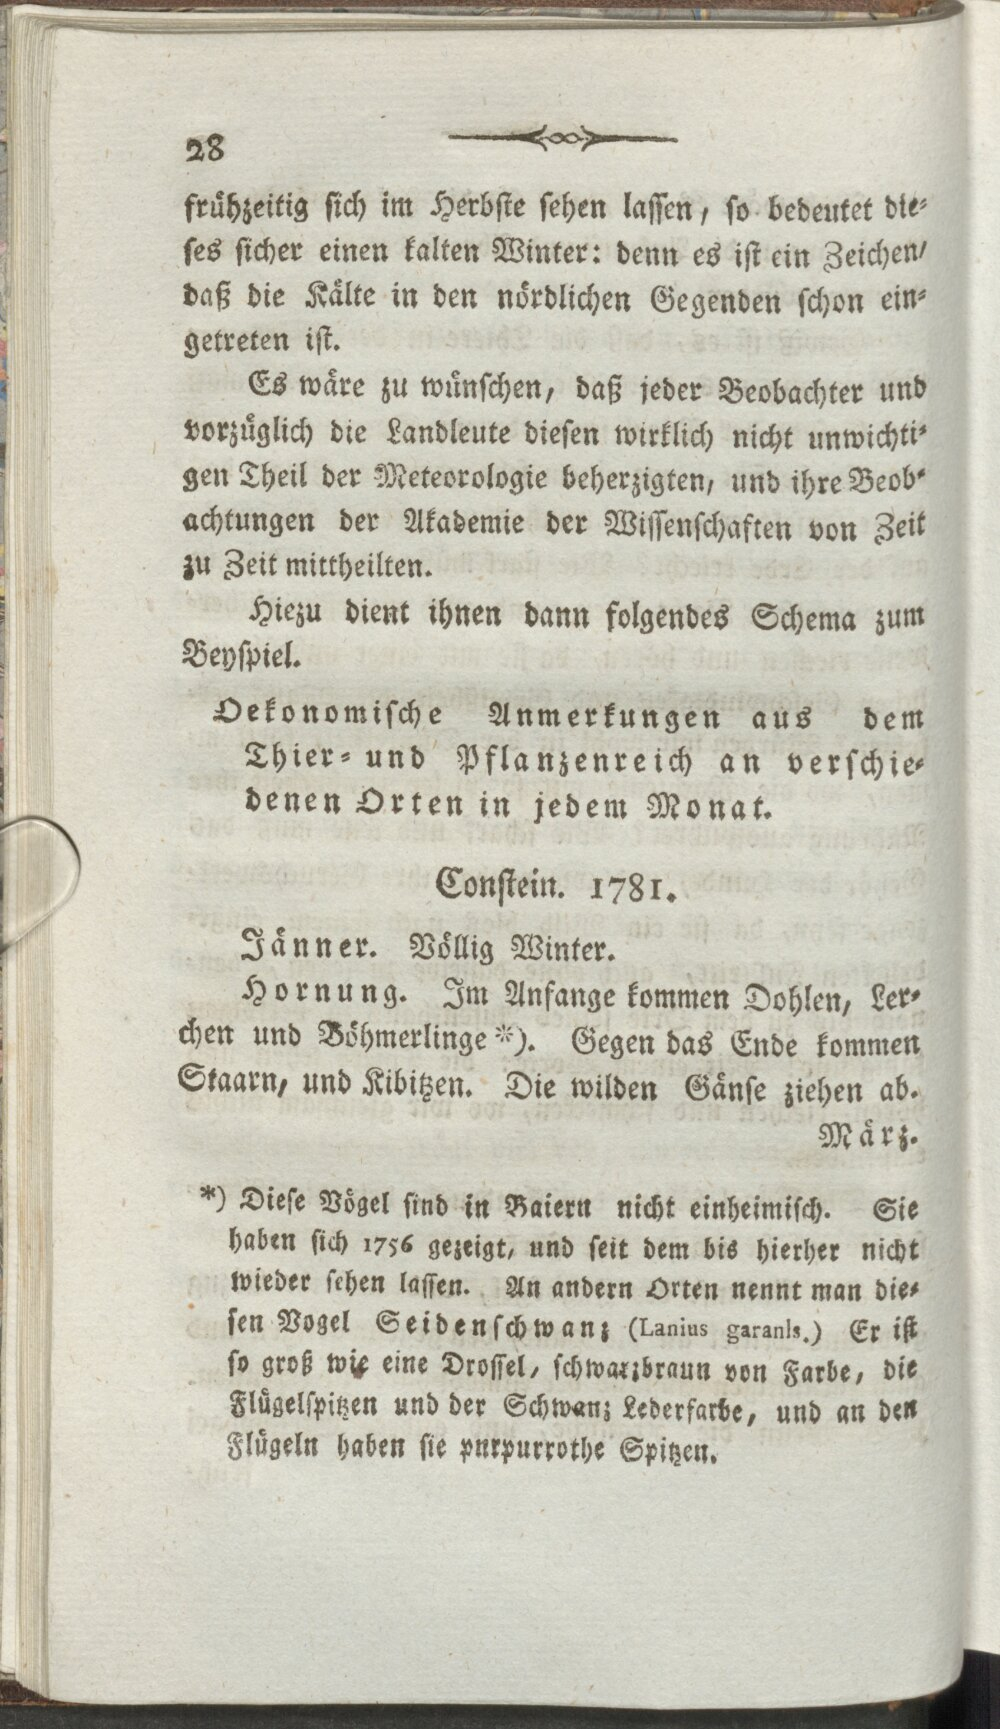 28
frühzeitig sich im Herbste sehen lassen, so bedeutet die-
ses sicher einen kalten Winter: denn es ist ein Zeichen,
daß die Kälte in den nördlichen Gegenden schon ein-
getreten ist.
Es wäre zu wünschen, daß jeder Beobachter und
vorzüglich die Landleute diesen wirklich nicht unwichti-
gen Theil der Meteorologie beherzigten, und ihre Beob-
achtungen der Akademie der Wissenschaften von Zeit
zu Zeit mittheilten.
Hiezu dient ihnen dann folgendes Schema zum
Beyspiel.
Oekonomische Anmerkungen aus dem
Thier- und Pflanzenreich an verschie-
denen Orten in jedem Monat.
Constein. 1781.
Jänner. Völlig Winter.
Hornung. Im Anfange kommen Dohlen, Ler-
chen und Böhmerlinge *). Gegen das Ende kommen
Staarn, und Kibitzen. Die wilden Gänse ziehen ab.
März.
*) Diese Vögel sind in Baiern nicht einheimisch. Sie
haben sich 1756 gezeigt, und seit dem bis hierher nicht
wieder sehen lassen. An andern Orten nennt man die-
sen Vogel Seidenschwanz (Lanius garanls.) Er ist
so groß wie eine Drossel, schwarzbraun von Farbe, die
Flügelspitzen und der Schwanz Lederfarbe, und an den
Flügeln haben sie purpurrothe Spitzen.